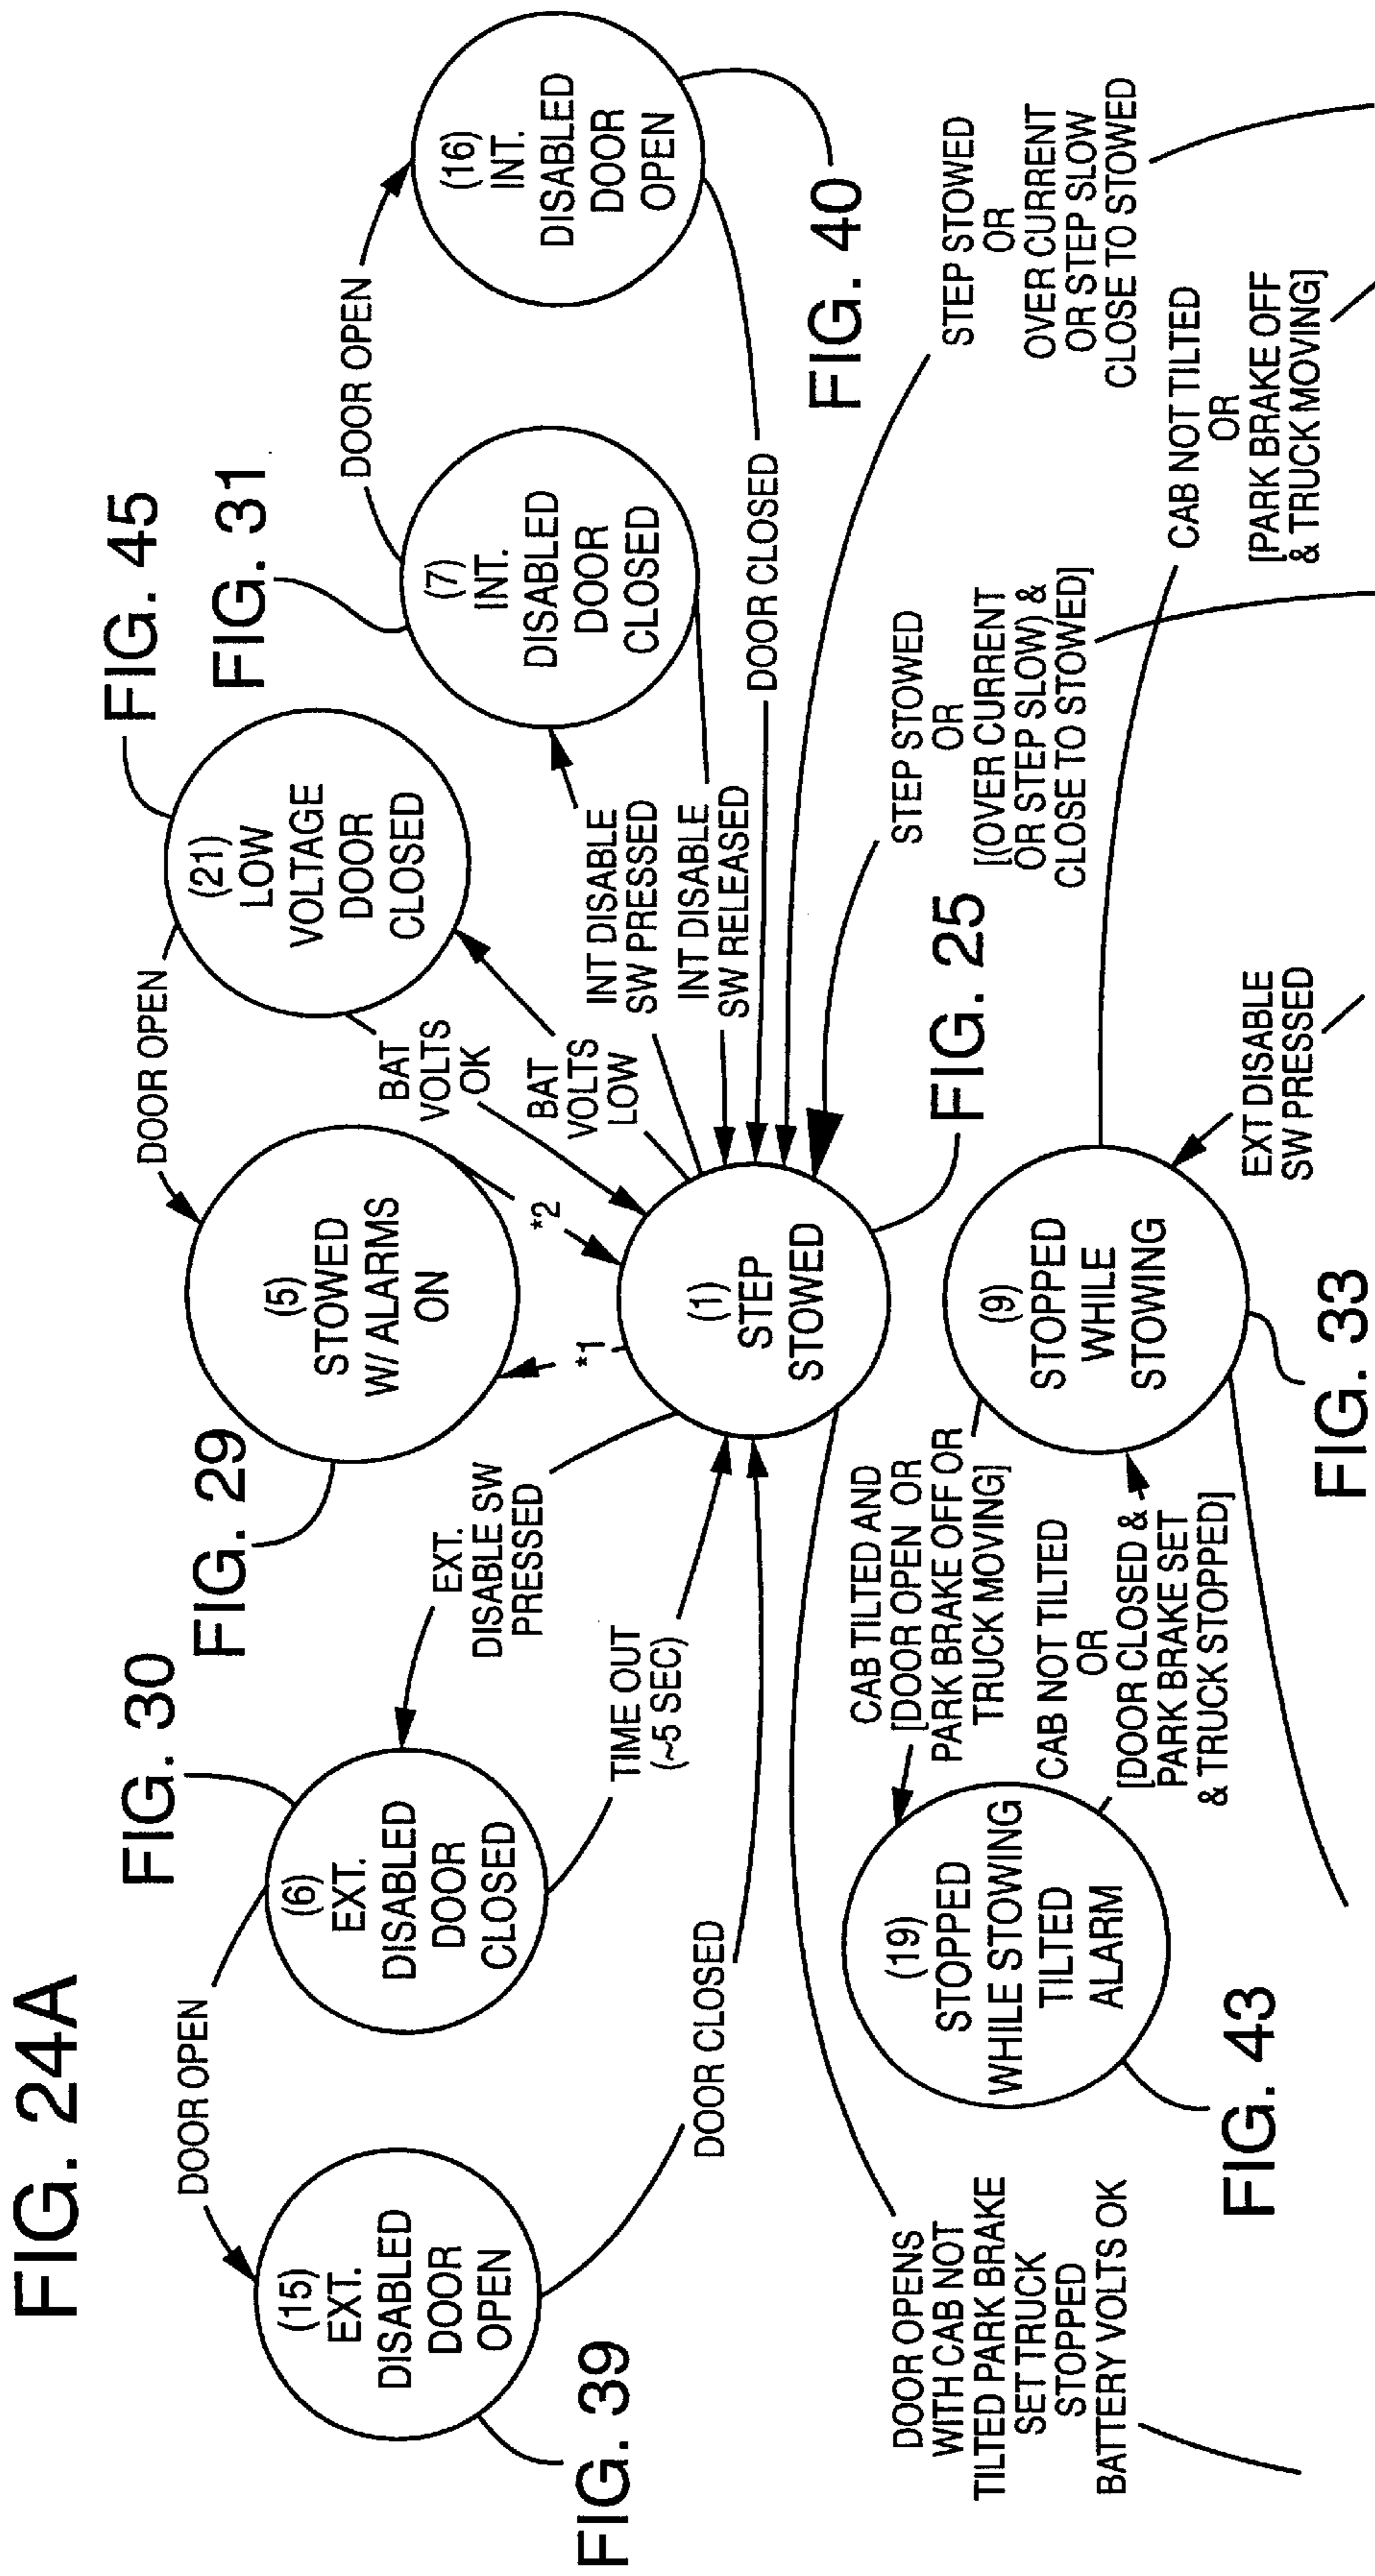 FIG. 24A
FIG. 39
(15)
EXT.
DISABLED
DOOR
OPEN
DOOR OPEN
FIG. 30
(6)
EXT.
DISABLED
DOOR
CLOSED
DOOR CLOSED
TIME OUT
(~5 SEC)
EXT.
DISABLE SW
PRESSED
FIG. 29
(5)
STOWED
W/ ALARMS
ON
*1
*2
DOOR OPEN
BAT
VOLTS
OK
BAT
VOLTS
LOW
FIG. 45
(21)
LOW
VOLTAGE
DOOR
CLOSED
FIG. 31
(7)
INT.
DISABLED
DOOR
CLOSED
INT DISABLE
SW PRESSED
INT DISABLE
SW RELEASED
DOOR OPEN
(16)
INT.
DISABLED
DOOR
OPEN
FIG. 40
DOOR CLOSED
(1)
STEP
STOWED
FIG. 25
STEP STOWED
OR
[(OVER CURRENT
OR STEP SLOW) &
CLOSE TO STOWED]
STEP STOWED
OR
OVER CURRENT
OR STEP SLOW
CLOSE TO STOWED
DOOR OPENS
WITH CAB NOT
TILTED PARK BRAKE
SET TRUCK
STOPPED
BATTERY VOLTS OK
(19)
STOPPED
WHILE STOWING
TILTED
ALARM
FIG. 43
CAB TILTED AND
[DOOR OPEN OR
PARK BRAKE OFF OR
TRUCK MOVING]
CAB NOT TILTED
OR
[DOOR CLOSED &
PARK BRAKE SET
& TRUCK STOPPED]
(9)
STOPPED
WHILE
STOWING
FIG. 33
EXT DISABLE
SW PRESSED
CAB NOT TILTED
OR
[PARK BRAKE OFF
& TRUCK MOVING]